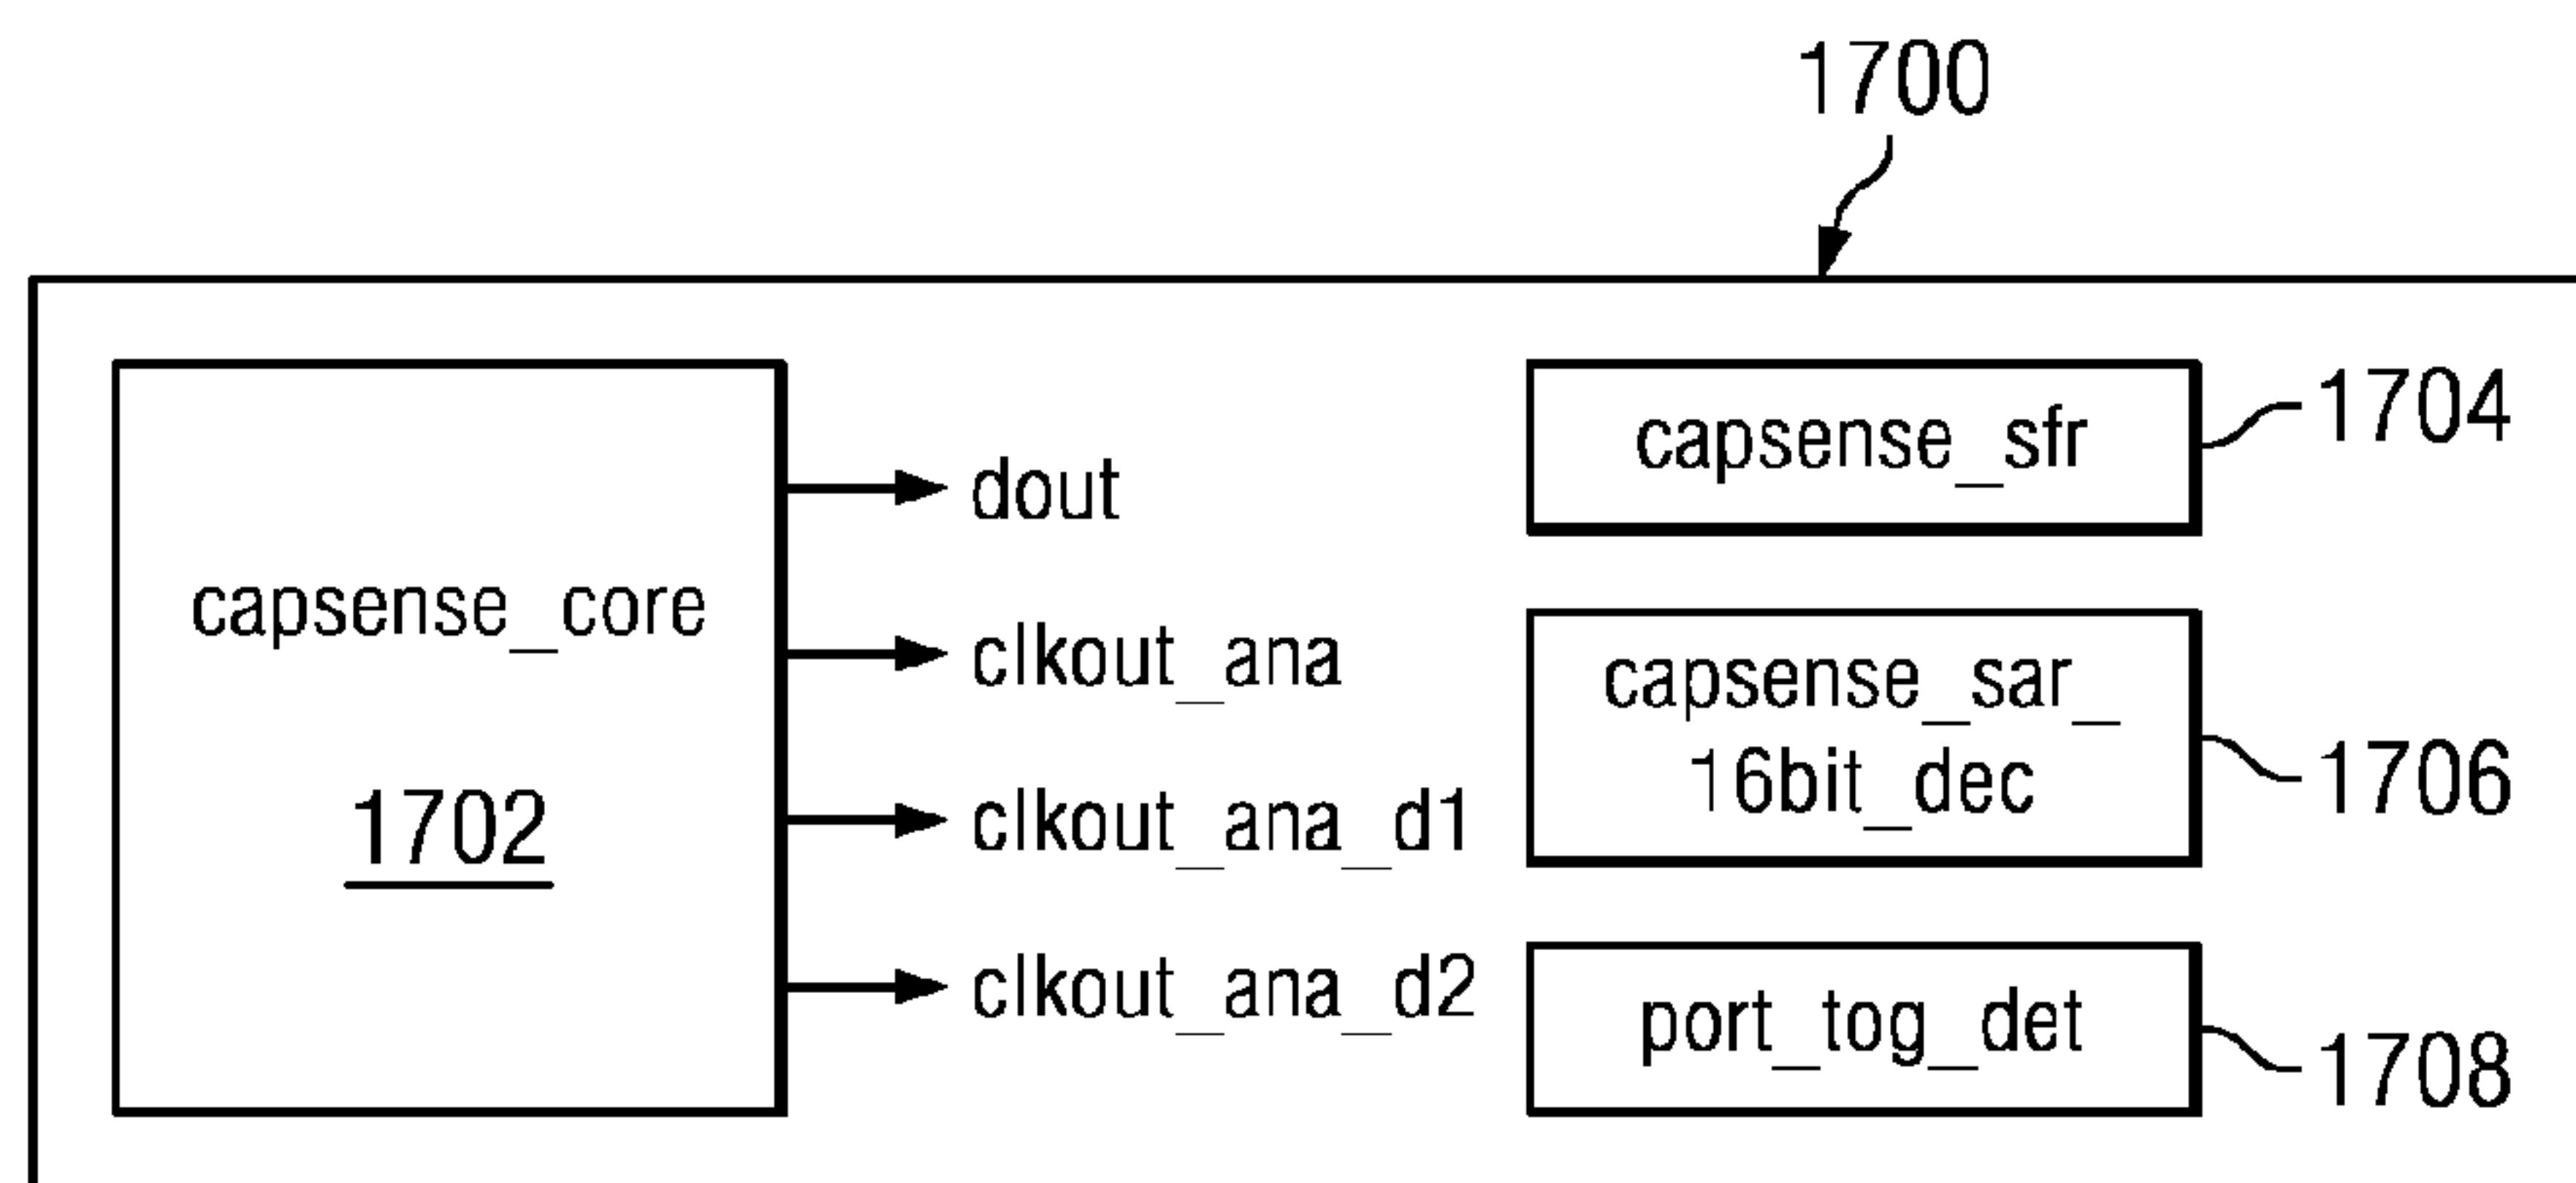 1700
capsense_core
1702
dout
clkout_ana
clkout_ana_d1
clkout_ana_d2
capsense_sfr
1704
capsense_sar_
16bit_dec
1706
port_tog_det
1708